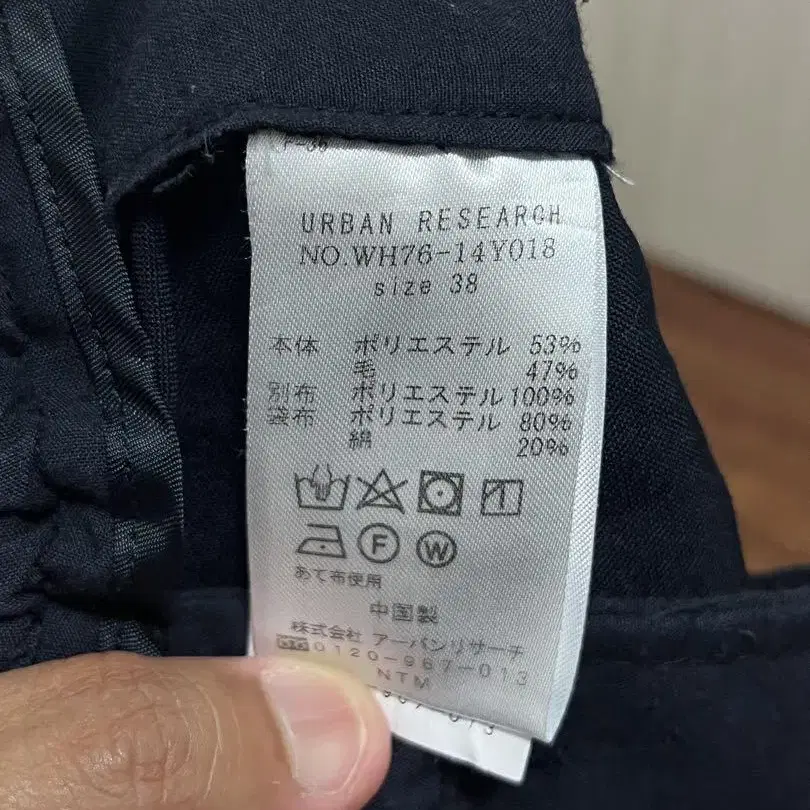 URBAN RESEARCH
NO.WH76-14Y018
size 38
本体 ポリエステル 53%
毛 47%
別布 ポリエステル 100%
袋布 ポリエステル 80%
綿 20%
F W
あて布使用
中国製
株式会社 アーバンリサーチ
0120-967-013
NTM